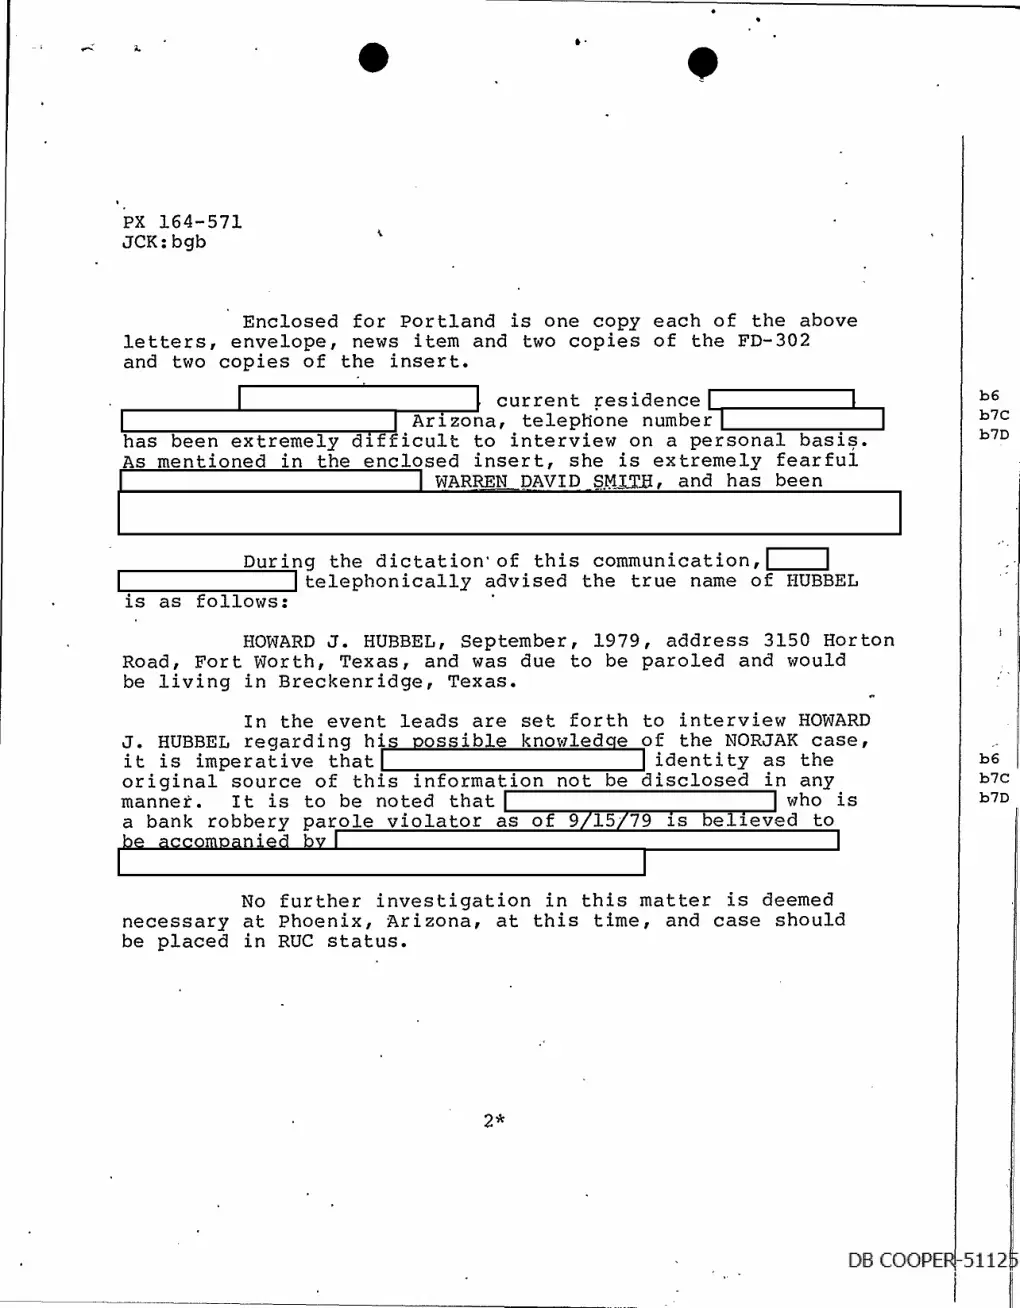 PX 164-571
JCK:bgb
Enclosed for Portland is one copy each of the above
letters, envelope, news item and two copies of the FD-302
and two copies of the insert.
current residence
Arizona, telephone number
has been extremely difficult to interview on a personal basis.
As mentioned in the enclosed insert, she is extremely fearful
WARREN DAVID SMITH, and has been
b6
b7C
b7D
During the dictation of this communication,
telephonically advised the true name of HUBBEL
is as follows:
HOWARD J. HUBBEL, September, 1979, address 3150 Horton
Road, Fort Worth, Texas, and was due to be paroled and would
be living in Breckenridge, Texas.
In the event leads are set forth to interview HOWARD
J. HUBBEL regarding his possible knowledge of the NORJAK case,
it is imperative that identity as the
original source of this information not be disclosed in any
manner. It is to be noted that who is
a bank robbery parole violator as of 9/15/79 is believed to
be accompanied by
b6
b7C
b7D
No further investigation in this matter is deemed
necessary at Phoenix, Arizona, at this time, and case should
be placed in RUC status.
2*
DB COOPER-51125